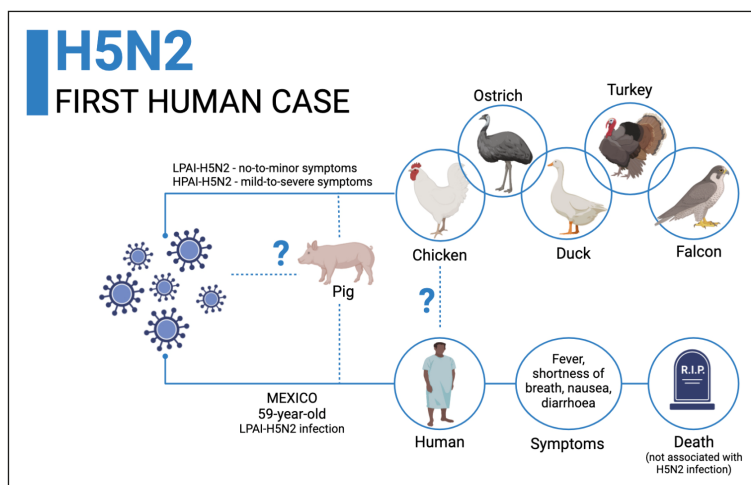 H5N2
FIRST HUMAN CASE
Ostrich
Turkey
LPAI-H5N2 - no-to-minor symptoms
HPAI-H5N2 - mild-to-severe symptoms
Chicken
Duck
Falcon
?
Pig
?
MEXICO
59-year-old
LPAI-H5N2 infection
Human
Fever,
shortness of
breath, nausea,
diarrhoea
Symptoms
R.I.P.
Death
(not associated with
H5N2 infection)